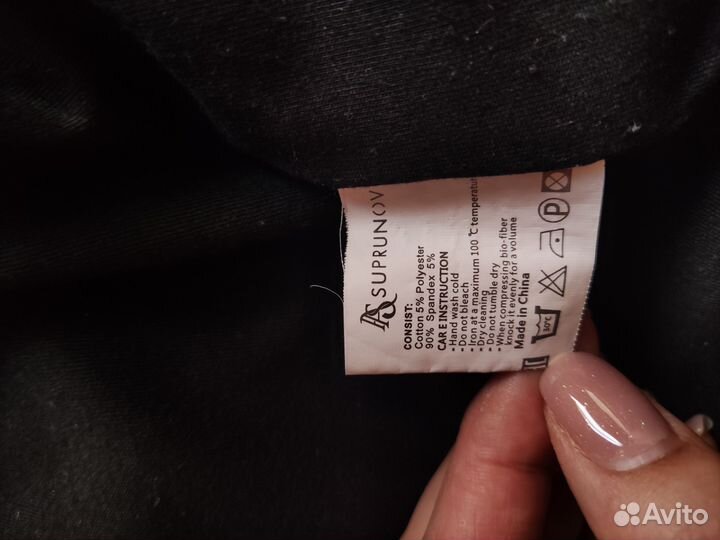 AS
SUPRUNOV
CONSIST:
Cotton 5% Polyester
90% Spandex 5%
CARE INSTRUCTION
• Hand wash cold
• Do not bleach
• Iron at a maximum 100 ℃ temperatur
• Dry cleaning
• Do not tumble dry
• When compressing bio-fiber
knock it evenly for a volume
Made in China
30℃
P
Avito